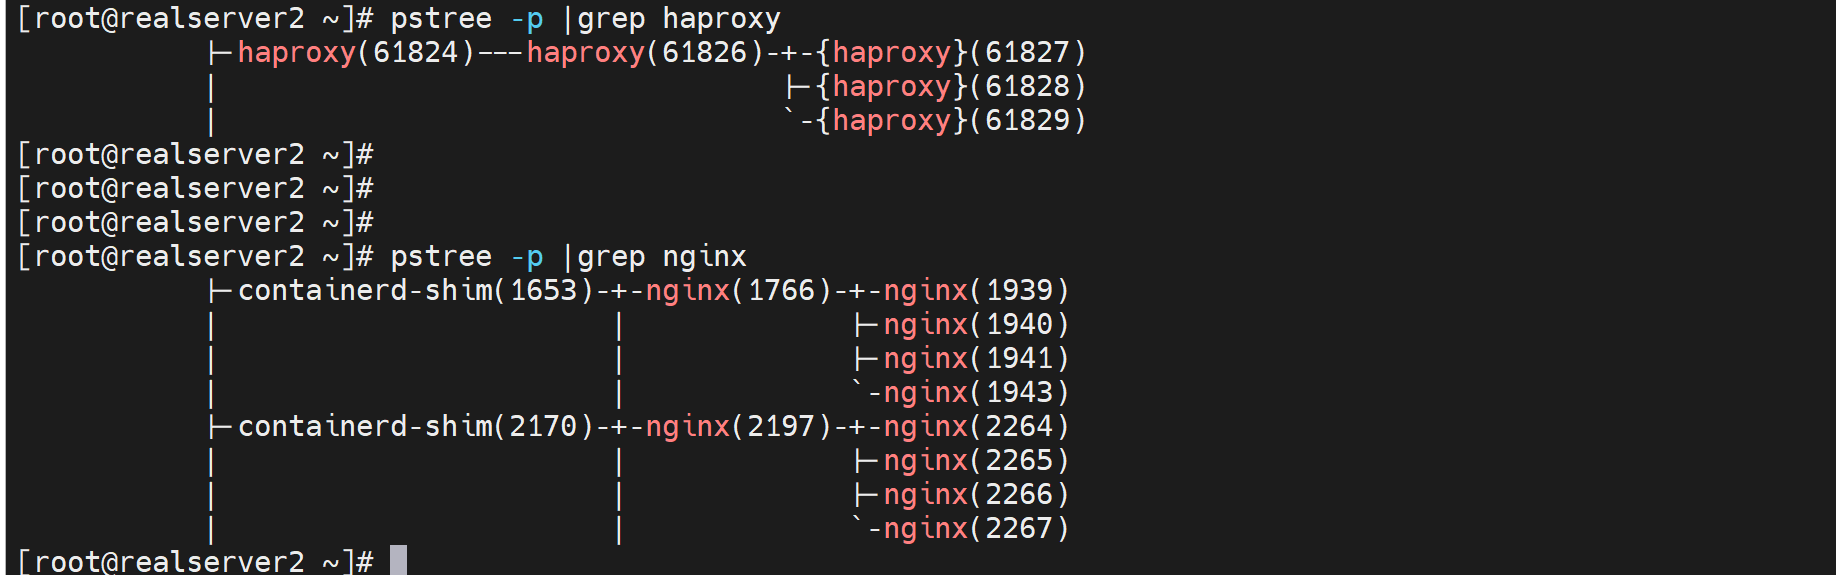 [root@realserver2 ~]# pstree -p |grep haproxy
           ├-haproxy(61824)---haproxy(61826)-+-{haproxy}(61827)
           |                                 ├-{haproxy}(61828)
           |                                 `-{haproxy}(61829)
[root@realserver2 ~]#
[root@realserver2 ~]#
[root@realserver2 ~]#
[root@realserver2 ~]# pstree -p |grep nginx
           ├-containerd-shim(1653)-+-nginx(1766)-+-nginx(1939)
           |                       |             ├-nginx(1940)
           |                       |             ├-nginx(1941)
           |                       |             `-nginx(1943)
           ├-containerd-shim(2170)-+-nginx(2197)-+-nginx(2264)
           |                       |             ├-nginx(2265)
           |                       |             ├-nginx(2266)
           |                       |             `-nginx(2267)
[root@realserver2 ~]#